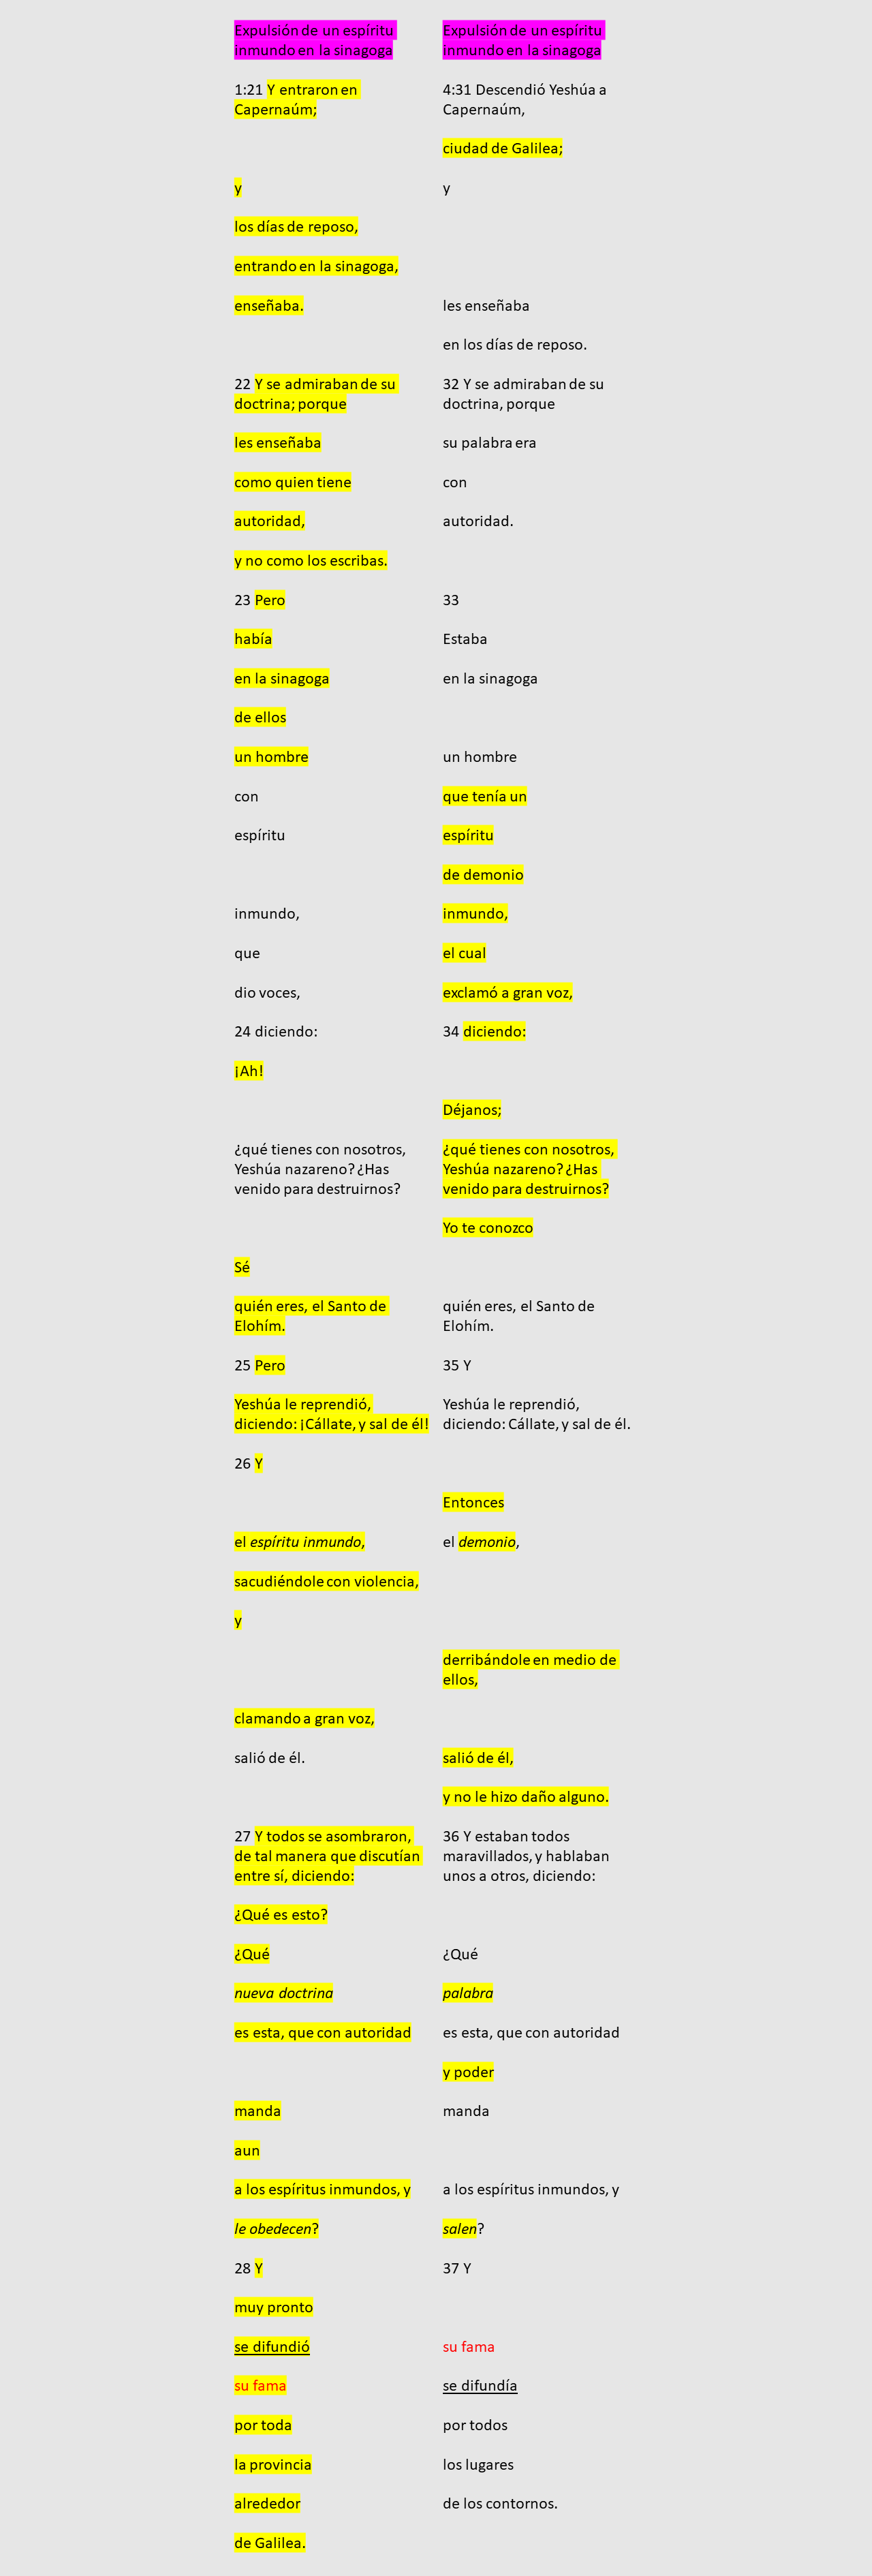 Expulsión de un espíritu
inmundo en la sinagoga
Expulsión de un espíritu
inmundo en la sinagoga
1:21 Y entraron en
Capernaúm;
4:31 Descendió Yeshúa a
Capernaúm,
ciudad de Galilea;
y
y
los días de reposo,
entrando en la sinagoga,
enseñaba.
les enseñaba
en los días de reposo.
22 Y se admiraban de su
doctrina; porque
32 Y se admiraban de su
doctrina, porque
les enseñaba
su palabra era
como quien tiene
con
autoridad,
autoridad.
y no como los escribas.
23 Pero
33
había
Estaba
en la sinagoga
en la sinagoga
de ellos
un hombre
un hombre
con
que tenía un
espíritu
espíritu
de demonio
inmundo,
inmundo,
que
el cual
dio voces,
exclamó a gran voz,
24 diciendo:
34 diciendo:
¡Ah!
Déjanos;
¿qué tienes con nosotros,
Yeshúa nazareno? ¿Has
venido para destruirnos?
¿qué tienes con nosotros,
Yeshúa nazareno? ¿Has
venido para destruirnos?
Yo te conozco
Sé
quién eres, el Santo de
Elohím.
quién eres, el Santo de
Elohím.
25 Pero
35 Y
Yeshúa le reprendió,
diciendo: ¡Cállate, y sal de él!
Yeshúa le reprendió,
diciendo: Cállate, y sal de él.
26 Y
Entonces
el espíritu inmundo,
el demonio,
sacudiéndole con violencia,
y
derribándole en medio de
ellos,
clamando a gran voz,
salió de él.
salió de él,
y no le hizo daño alguno.
27 Y todos se asombraron,
de tal manera que discutían
entre sí, diciendo:
36 Y estaban todos
maravillados, y hablaban
unos a otros, diciendo:
¿Qué es esto?
¿Qué
¿Qué
nueva doctrina
palabra
es esta, que con autoridad
es esta, que con autoridad
y poder
manda
manda
aun
a los espíritus inmundos, y
a los espíritus inmundos, y
le obedecen?
salen?
28 Y
37 Y
muy pronto
se difundió
su fama
su fama
se difundía
por toda
por todos
la provincia
los lugares
alrededor
de los contornos.
de Galilea.